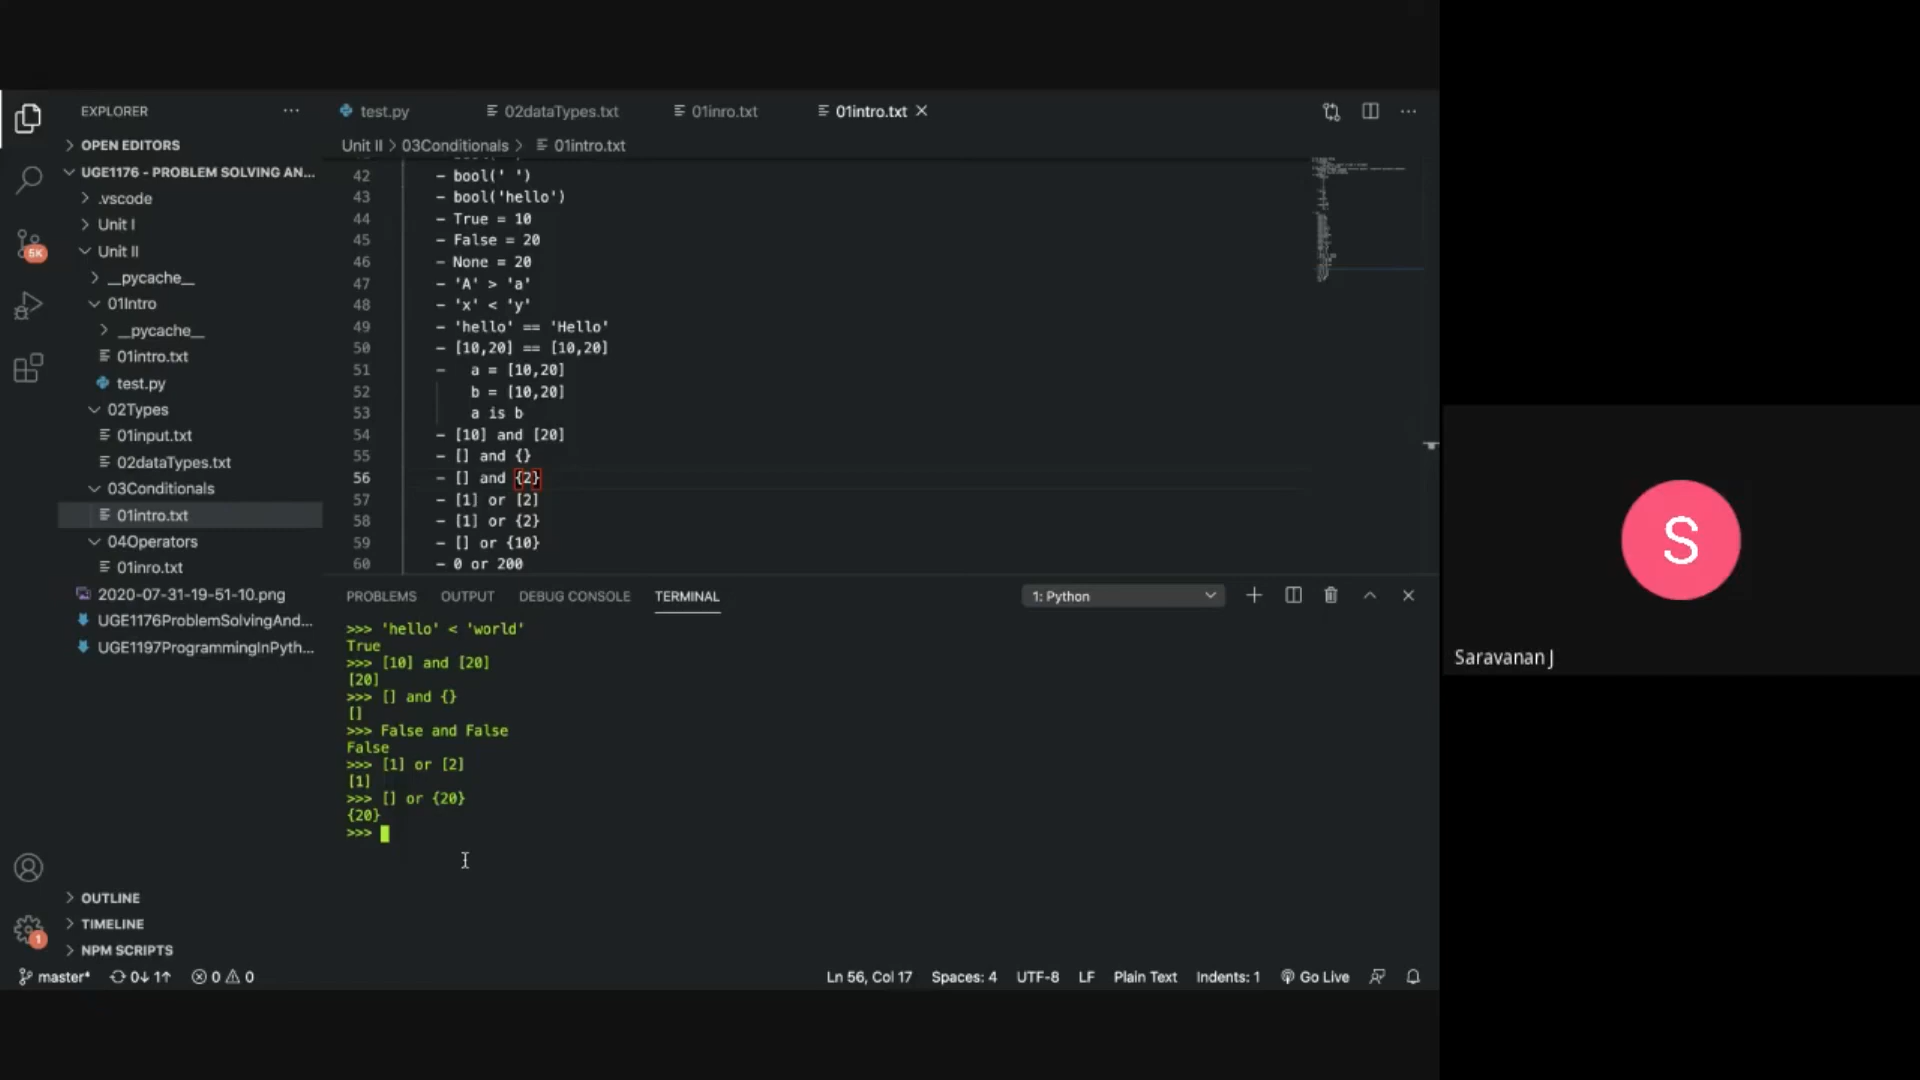 EXPLORER
OPEN EDITORS
UGE1176 - PROBLEM SOLVING AN...
.vscode
Unit I
Unit II
__pycache__
01Intro
__pycache__
01intro.txt
test.py
02Types
01input.txt
02dataTypes.txt
03Conditionals
01intro.txt
04Operators
01inro.txt
2020-07-31-19-51-10.png
UGE1176ProblemSolvingAnd...
UGE1197ProgrammingInPyth...
OUTLINE
TIMELINE
NPM SCRIPTS
5K
1
test.py 02dataTypes.txt 01inro.txt 01intro.txt
Unit II > 03Conditionals > 01intro.txt
42 - bool(' ')
43 - bool('hello')
44 - True = 10
45 - False = 20
46 - None = 20
47 - 'A' > 'a'
48 - 'x' < 'y'
49 - 'hello' == 'Hello'
50 - [10,20] == [10,20]
51 - a = [10,20]
52 b = [10,20]
53 a is b
54 - [10] and [20]
55 - [] and {}
56 - [] and {2}
57 - [1] or [2]
58 - [1] or {2}
59 - [] or {10}
60 - 0 or 200
PROBLEMS OUTPUT DEBUG CONSOLE TERMINAL 1: Python
>>> 'hello' < 'world'
True
>>> [10] and [20]
[20]
>>> [] and {}
[]
>>> False and False
False
>>> [1] or [2]
[1]
>>> [] or {20}
{20}
>>>
master* 0↓ 1↑ 0 0 Ln 56, Col 17 Spaces: 4 UTF-8 LF Plain Text Indents: 1 Go Live
S
Saravanan J